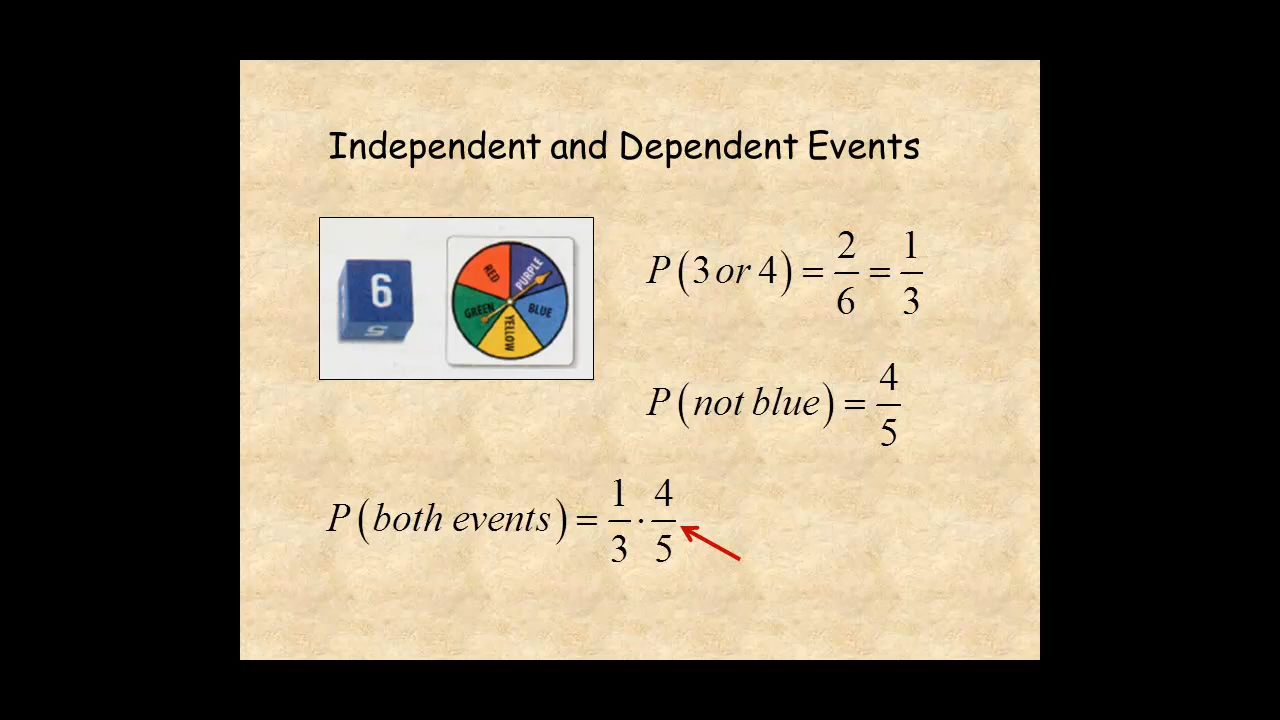 Independent and Dependent Events
6
5
RED
PURPLE
GREEN
BLUE
YELLOW
P(3 or 4) = 2/6 = 1/3
P(not blue) = 4/5
P(both events) = 1/3 · 4/5